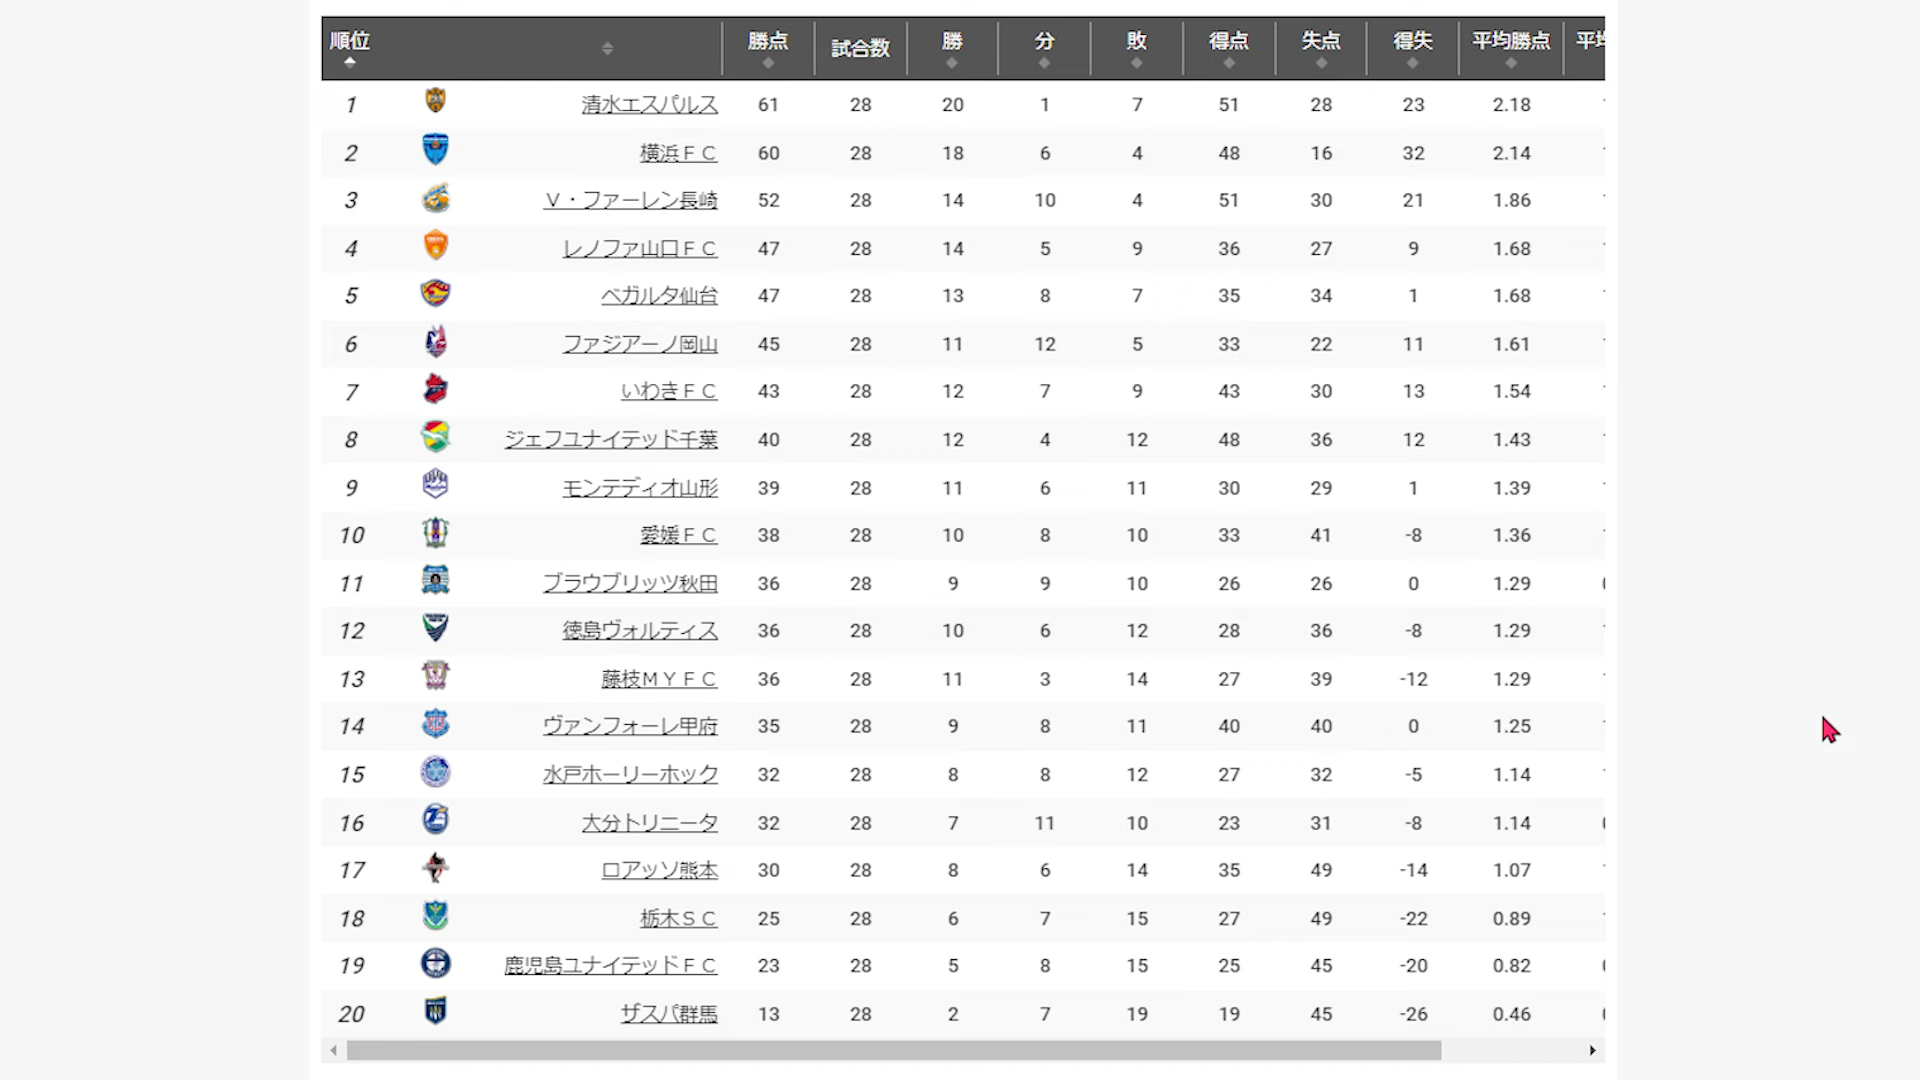 順位 勝点 試合数 勝 分 敗 得点 失点 得失 平均勝点
1 清水エスパルス 61 28 20 1 7 51 28 23 2.18
2 横浜ＦＣ 60 28 18 6 4 48 16 32 2.14
3 Ｖ・ファーレン長崎 52 28 14 10 4 51 30 21 1.86
4 レノファ山口ＦＣ 47 28 14 5 9 36 27 9 1.68
5 ベガルタ仙台 47 28 13 8 7 35 34 1 1.68
6 ファジアーノ岡山 45 28 11 12 5 33 22 11 1.61
7 いわきＦＣ 43 28 12 7 9 43 30 13 1.54
8 ジェフユナイテッド千葉 40 28 12 4 12 48 36 12 1.43
9 モンテディオ山形 39 28 11 6 11 30 29 1 1.39
10 愛媛ＦＣ 38 28 10 8 10 33 41 -8 1.36
11 ブラウブリッツ秋田 36 28 9 9 10 26 26 0 1.29
12 徳島ヴォルティス 36 28 10 6 12 28 36 -8 1.29
13 藤枝ＭＹＦＣ 36 28 11 3 14 27 39 -12 1.29
14 ヴァンフォーレ甲府 35 28 9 8 11 40 40 0 1.25
15 水戸ホーリーホック 32 28 8 8 12 27 32 -5 1.14
16 大分トリニータ 32 28 7 11 10 23 31 -8 1.14
17 ロアッソ熊本 30 28 8 6 14 35 49 -14 1.07
18 栃木ＳＣ 25 28 6 7 15 27 49 -22 0.89
19 鹿児島ユナイテッドＦＣ 23 28 5 8 15 25 45 -20 0.82
20 ザスパ群馬 13 28 2 7 19 19 45 -26 0.46